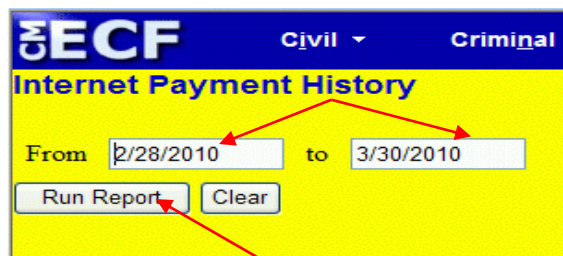 CM ECF Civil Criminal
Internet Payment History
From 2/28/2010 to 3/30/2010
Run Report Clear